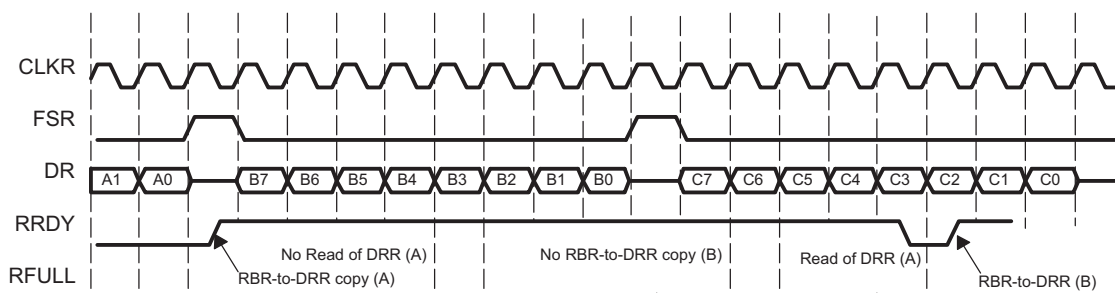 CLKR
FSR
DR
A1 A0 B7 B6 B5 B4 B3 B2 B1 B0 C7 C6 C5 C4 C3 C2 C1 C0
RRDY
No Read of DRR (A)
No RBR-to-DRR copy (B)
Read of DRR (A)
RBR-to-DRR copy (A)
RBR-to-DRR (B)
RFULL